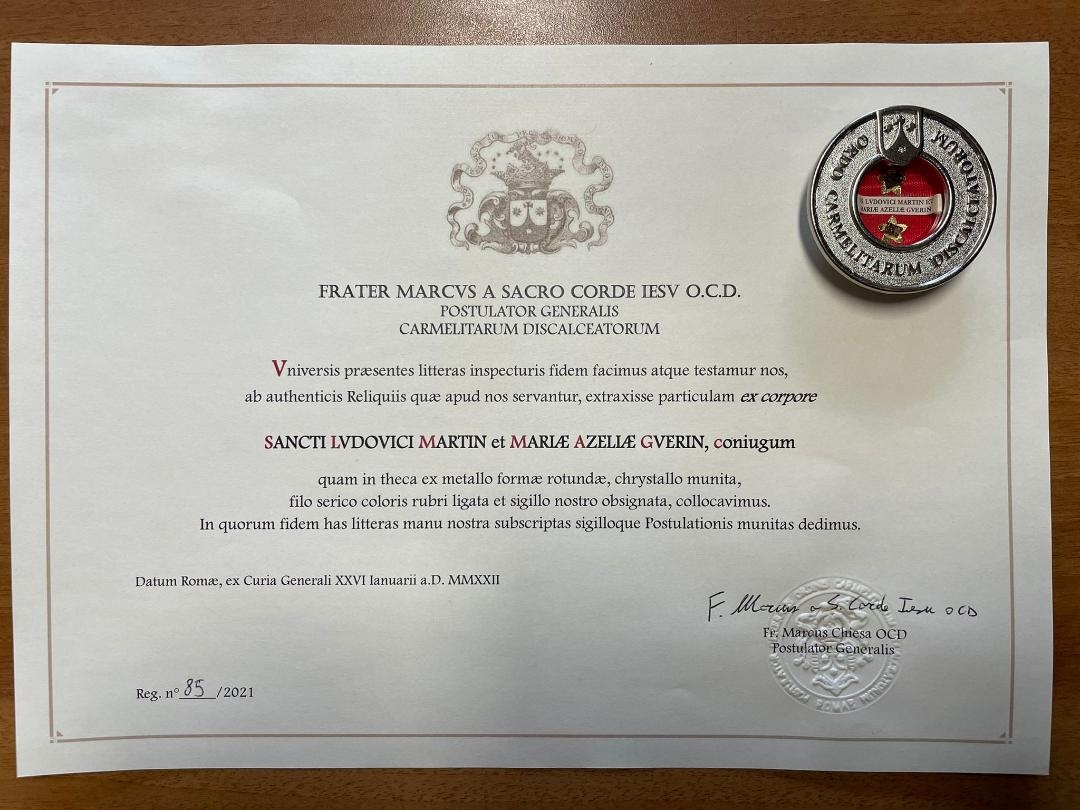 FRATER MARCVS A SACRO CORDE IESV O.C.D.
POSTULATOR GENERALIS
CARMELITARUM DISCALCEATORUM
Vniversis præsentes litteras inspecturis fidem facimus atque testamur nos,
ab authenticis Reliquiis quæ apud nos servantur, extraxisse particulam ex corpore
SANCTI LVDOVICI MARTIN et MARIÆ AZELIÆ GVERIN, coniugum
quam in theca ex metallo formæ rotundæ, chrystallo munita,
filo serico coloris rubri ligata et sigillo nostro obsignata, collocavimus.
In quorum fidem has litteras manu nostra subscriptas sigilloque Postulationis munitas dedimus.
Datum Romæ, ex Curia Generali XXVI Ianuarii a.D. MMXXII
F. Marcus a S. Corde Iesu OCD
Fr. Marcus Chiesa OCD
Postulator Generalis
Reg. n° 85 /2021
ORDO CARMELITARUM DISCALCIATORUM
LVDOVICI MARTIN
MARIÆ AZELLÆ GVERIN
ROMAE